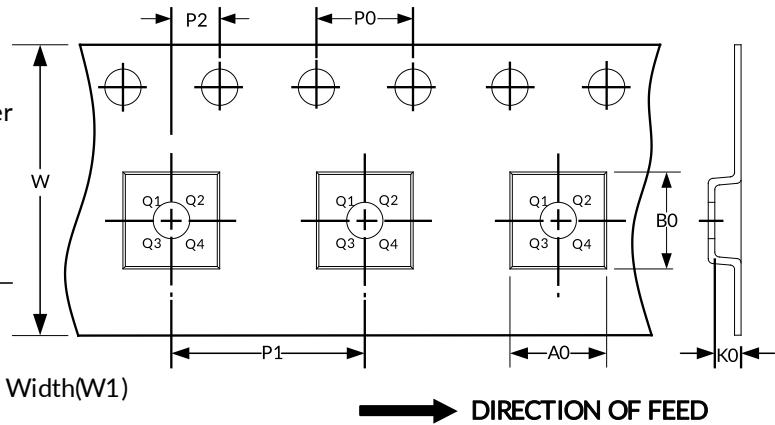 P2
P0
er
W
Q1 Q2
Q3 Q4
Q1 Q2
Q3 Q4
Q1 Q2
Q3 Q4
B0
P1
A0
K0
Width(W1)
DIRECTION OF FEED